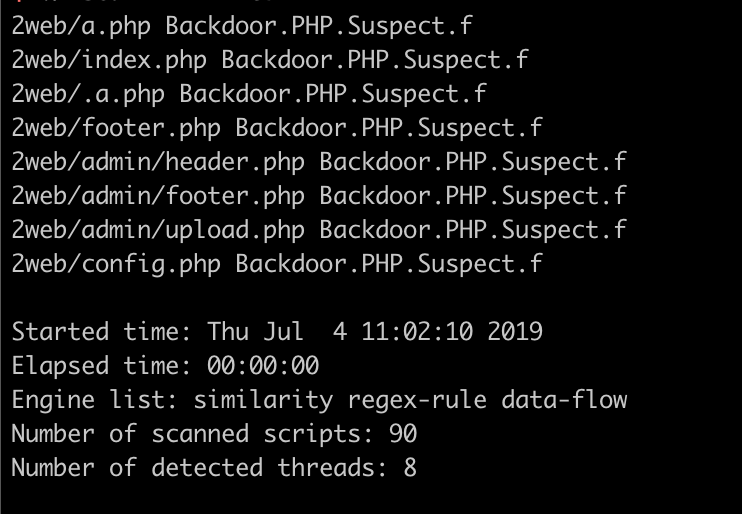 2web/a.php Backdoor.PHP.Suspect.f
2web/index.php Backdoor.PHP.Suspect.f
2web/.a.php Backdoor.PHP.Suspect.f
2web/footer.php Backdoor.PHP.Suspect.f
2web/admin/header.php Backdoor.PHP.Suspect.f
2web/admin/footer.php Backdoor.PHP.Suspect.f
2web/admin/upload.php Backdoor.PHP.Suspect.f
2web/config.php Backdoor.PHP.Suspect.f
Started time: Thu Jul  4 11:02:10 2019
Elapsed time: 00:00:00
Engine list: similarity regex-rule data-flow
Number of scanned scripts: 90
Number of detected threads: 8